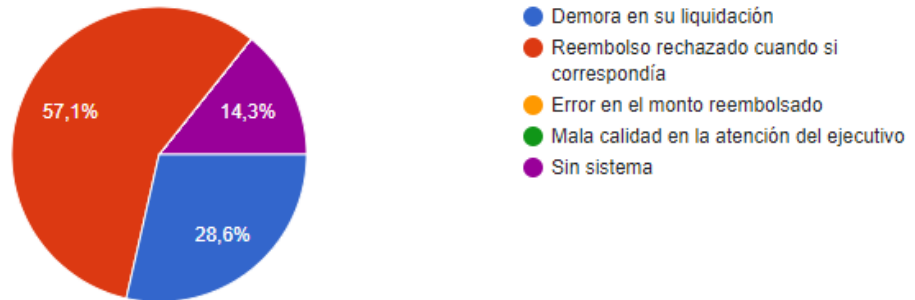 57,1%
14,3%
28,6%
Demora en su liquidación
Reembolso rechazado cuando si
correspondía
Error en el monto reembolsado
Mala calidad en la atención del ejecutivo
Sin sistema